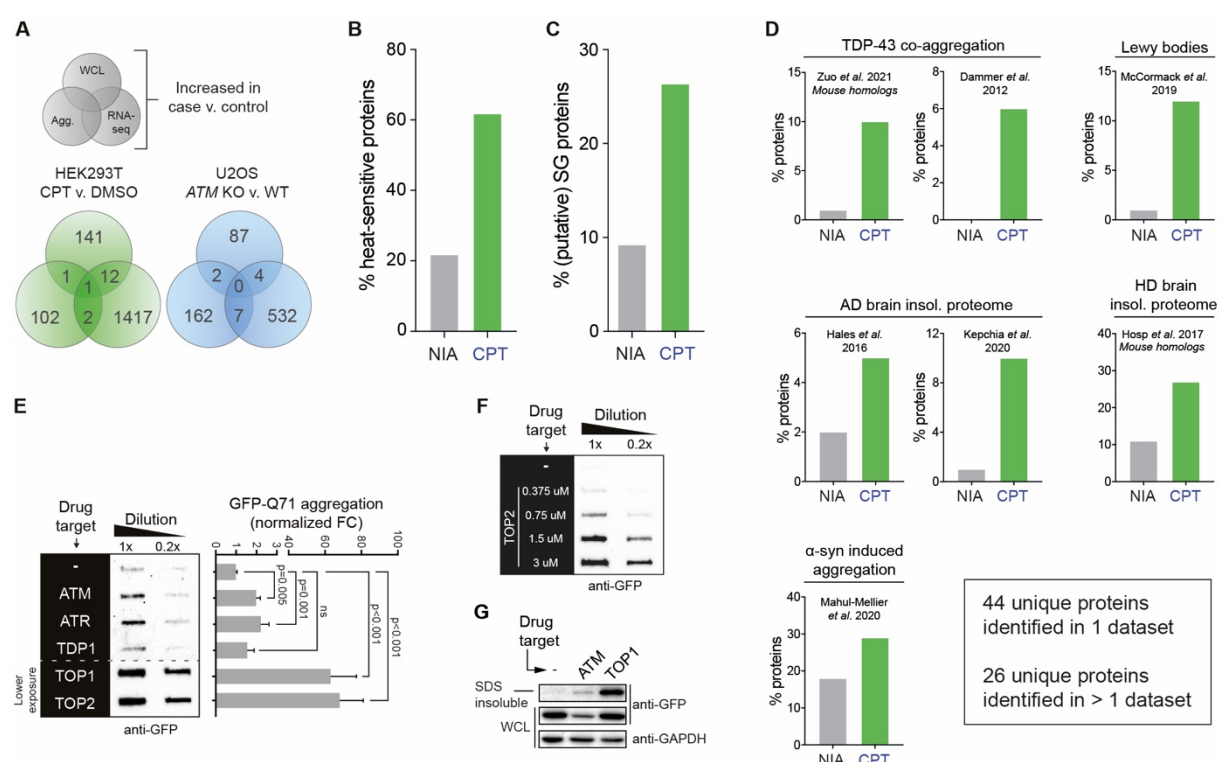 A
WCL
Agg.
RNA-
seq
Increased in
case v. control
HEK293T
CPT v. DMSO
141
1
12
1
102
2
1417
U2OS
ATM KO v. WT
87
2
4
0
162
7
532
B
% heat-sensitive proteins
80
60
40
20
0
NIA
CPT
C
% (putative) SG proteins
30
20
10
0
NIA
CPT
D
TDP-43 co-aggregation
Zuo et al. 2021
Mouse homologs
% proteins
15
10
5
0
NIA
CPT
Dammer et al.
2012
% proteins
12
8
4
0
NIA
CPT
Lewy bodies
McCormack et al.
2019
% proteins
15
10
5
0
NIA
CPT
AD brain insol. proteome
Hales et al.
2016
% proteins
6
4
2
0
NIA
CPT
Kepchia et al.
2020
% proteins
12
8
4
0
NIA
CPT
HD brain
insol. proteome
Hosp et al. 2017
Mouse homologs
% proteins
40
30
20
10
0
NIA
CPT
α-syn induced
aggregation
Mahul-Mellier
et al. 2020
% proteins
40
30
20
10
0
NIA
CPT
44 unique proteins
identified in 1 dataset
26 unique proteins
identified in > 1 dataset
E
Drug
target
Dilution
1x
0.2x
-
ATM
ATR
TDP1
TOP1
TOP2
Lower
exposure
anti-GFP
GFP-Q71 aggregation
(normalized FC)
0
1
2
3
40
60
80
100
p=0.005
p=0.001
ns
p<0.001
p<0.001
F
Drug
target
Dilution
1x
0.2x
-
TOP2
0.375 uM
0.75 uM
1.5 uM
3 uM
anti-GFP
G
Drug
target
-
ATM
TOP1
SDS
insoluble
WCL
anti-GFP
anti-GAPDH